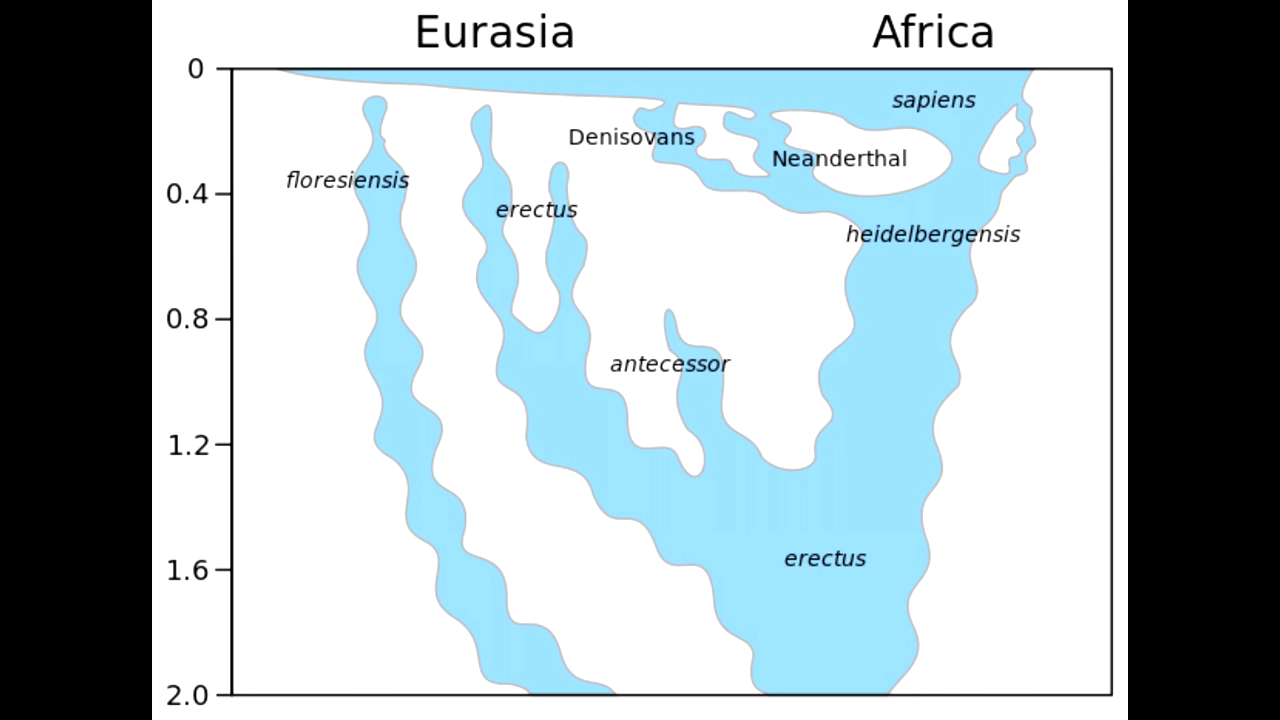 Eurasia Africa
0
sapiens
Denisovans
Neanderthal
floresiensis
0.4
erectus
heidelbergensis
0.8
antecessor
1.2
erectus
1.6
2.0